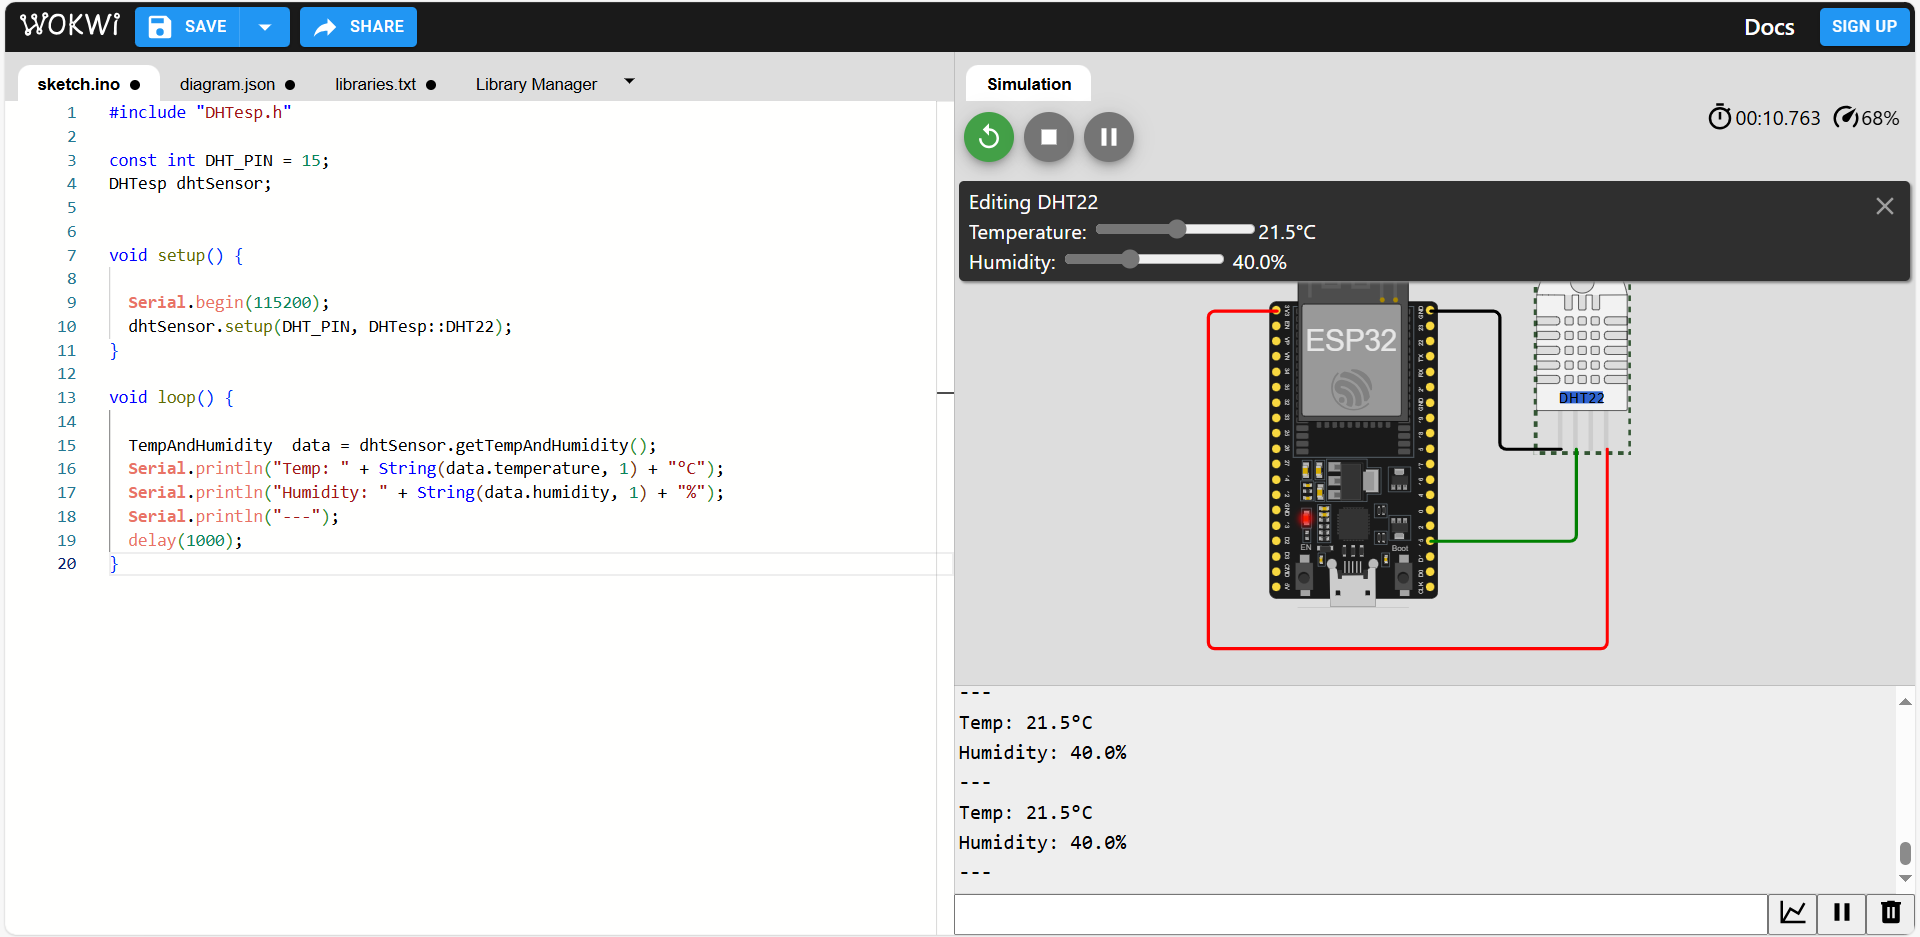 WOKWi SAVE SHARE Docs SIGN UP
sketch.ino ● diagram.json ● libraries.txt ● Library Manager
Simulation
00:10.763 68%
1 #include "DHTesp.h"
2
3 const int DHT_PIN = 15;
4 DHTesp dhtSensor;
5
6
7 void setup() {
8
9 Serial.begin(115200);
10 dhtSensor.setup(DHT_PIN, DHTesp::DHT22);
11 }
12
13 void loop() {
14
15 TempAndHumidity  data = dhtSensor.getTempAndHumidity();
16 Serial.println("Temp: " + String(data.temperature, 1) + "°C");
17 Serial.println("Humidity: " + String(data.humidity, 1) + "%");
18 Serial.println("---");
19 delay(1000);
20 }
Editing DHT22
Temperature: 21.5°C
Humidity: 40.0%
ESP32
DHT22
EN Boot
---
Temp: 21.5°C
Humidity: 40.0%
---
Temp: 21.5°C
Humidity: 40.0%
---